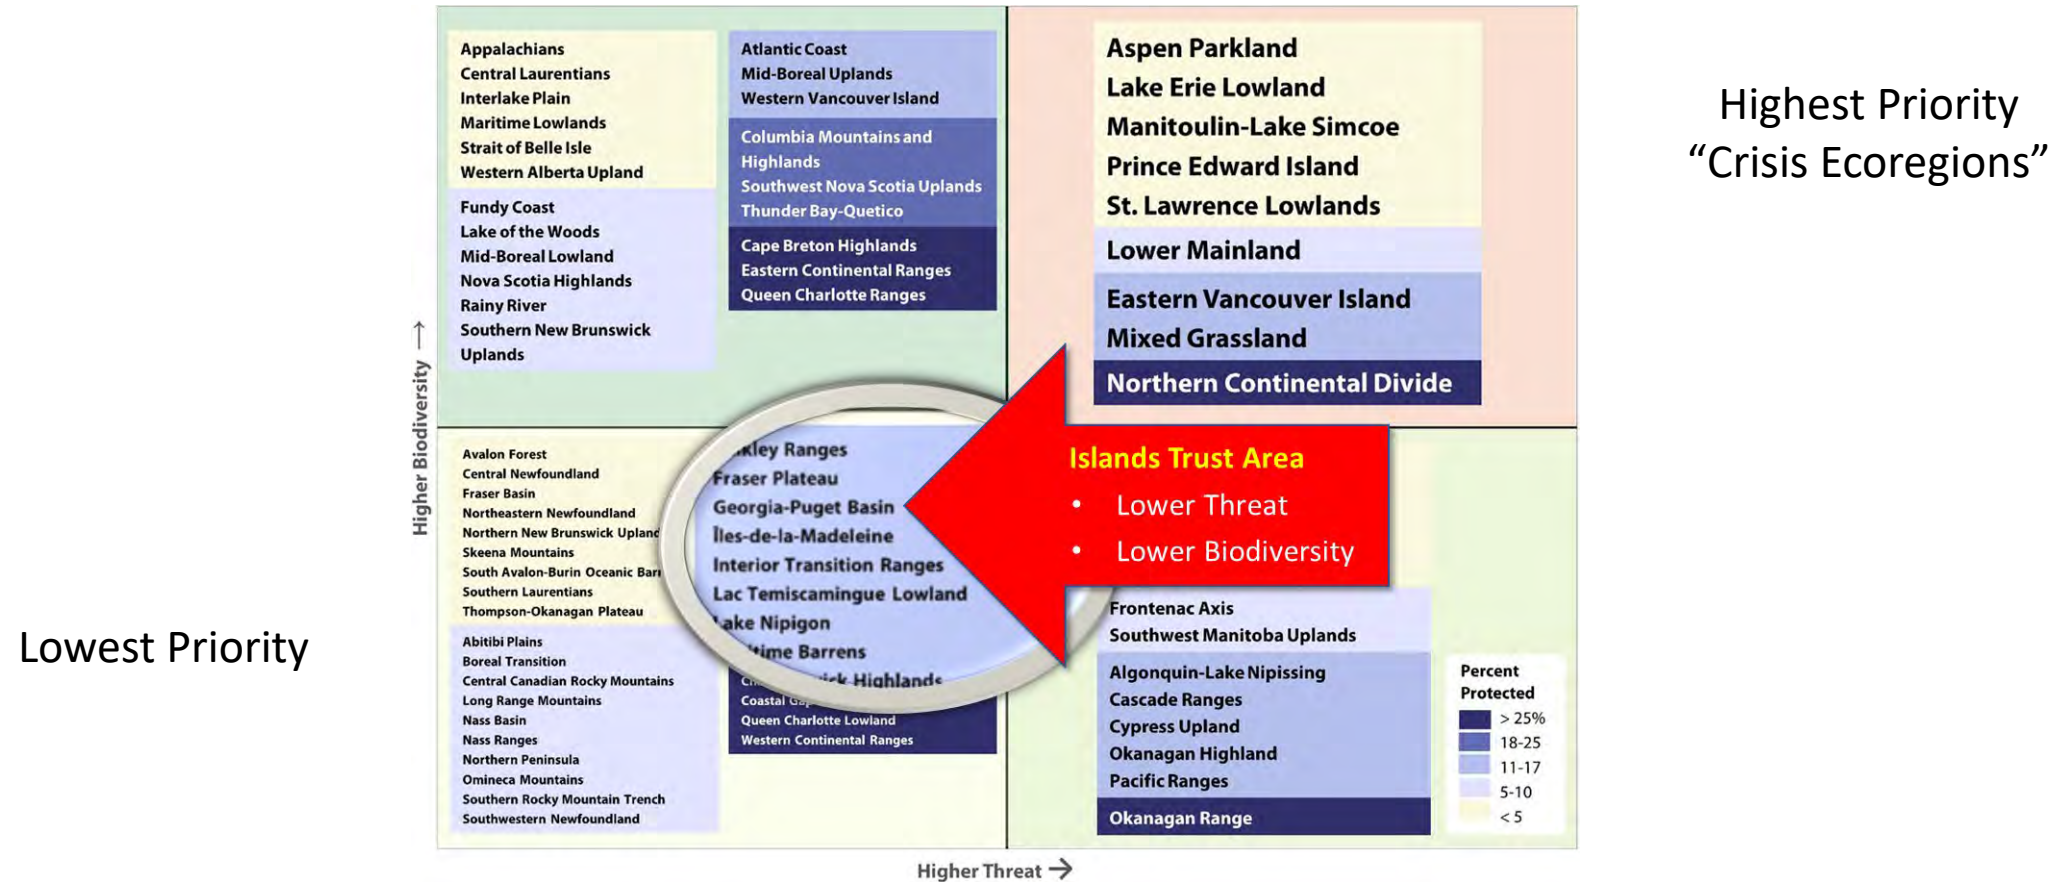 Appalachians
Central Laurentians
Interlake Plain
Maritime Lowlands
Strait of Belle Isle
Western Alberta Upland
Fundy Coast
Lake of the Woods
Mid-Boreal Lowland
Nova Scotia Highlands
Rainy River
Southern New Brunswick
Uplands
Atlantic Coast
Mid-Boreal Uplands
Western Vancouver Island
Columbia Mountains and
Highlands
Southwest Nova Scotia Uplands
Thunder Bay-Quetico
Cape Breton Highlands
Eastern Continental Ranges
Queen Charlotte Ranges
Aspen Parkland
Lake Erie Lowland
Manitoulin-Lake Simcoe
Prince Edward Island
St. Lawrence Lowlands
Lower Mainland
Eastern Vancouver Island
Mixed Grassland
Northern Continental Divide
Highest Priority
“Crisis Ecoregions”
Higher Biodiversity →
Avalon Forest
Central Newfoundland
Fraser Basin
Northeastern Newfoundland
Northern New Brunswick
Skeena Mountains
South Avalon-Burin Oceanic
Southern Laurentians
Thompson-Okanagan Plateau
Abitibi Plains
Boreal Transition
Central Canadian Rocky Mountains
Long Range Mountains
Nass Basin
Nass Ranges
Northern Peninsula
Omineca Mountains
Southern Rocky Mountain Trench
Southwestern Newfoundland
Ranges
Fraser Plateau
Georgia-Puget Basin
Îles-de-la-Madeleine
Interior Transition Ranges
Lac Temiscamingue Lowland
Lake Nipigon
Barrens
Highlands
Coastal
Queen Charlotte Lowland
Western Continental Ranges
Islands Trust Area
• Lower Threat
• Lower Biodiversity
Frontenac Axis
Southwest Manitoba Uplands
Algonquin-Lake Nipissing
Cascade Ranges
Cypress Upland
Okanagan Highland
Pacific Ranges
Okanagan Range
Percent
Protected
> 25%
18-25
11-17
5-10
< 5
Lowest Priority
Higher Threat →